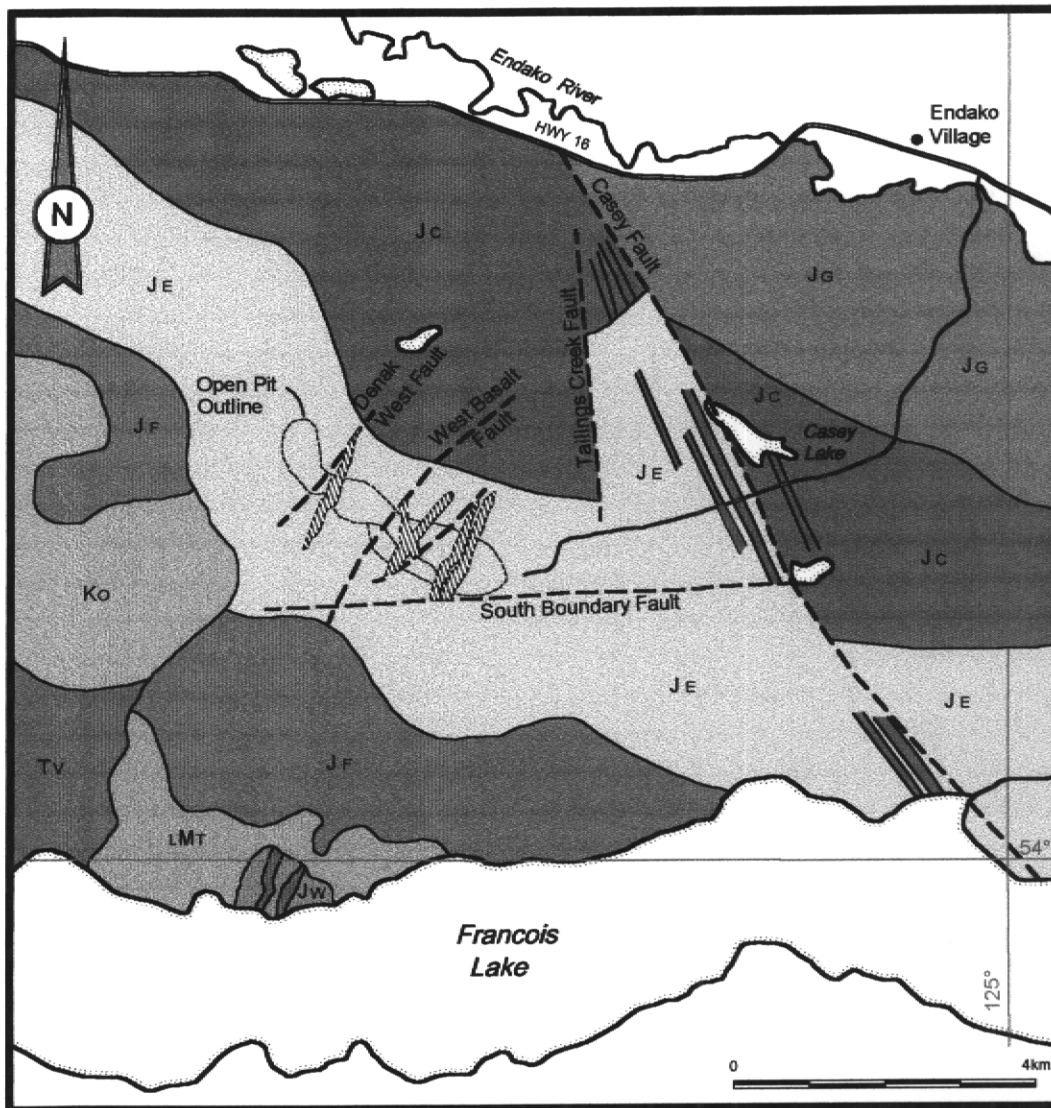 Endako River
HWY 16
Endako
Village
N
JE
JC
Casey Fault
JG
Tailings Creek Fault
Open Pit
Outline
Denak
West Fault
West Basalt
Fault
JG
JF
JC
Casey
Lake
JE
JC
KO
South Boundary Fault
JE
JE
TV
JF
LMT
54°
JW
Francois
Lake
125°
0
4km